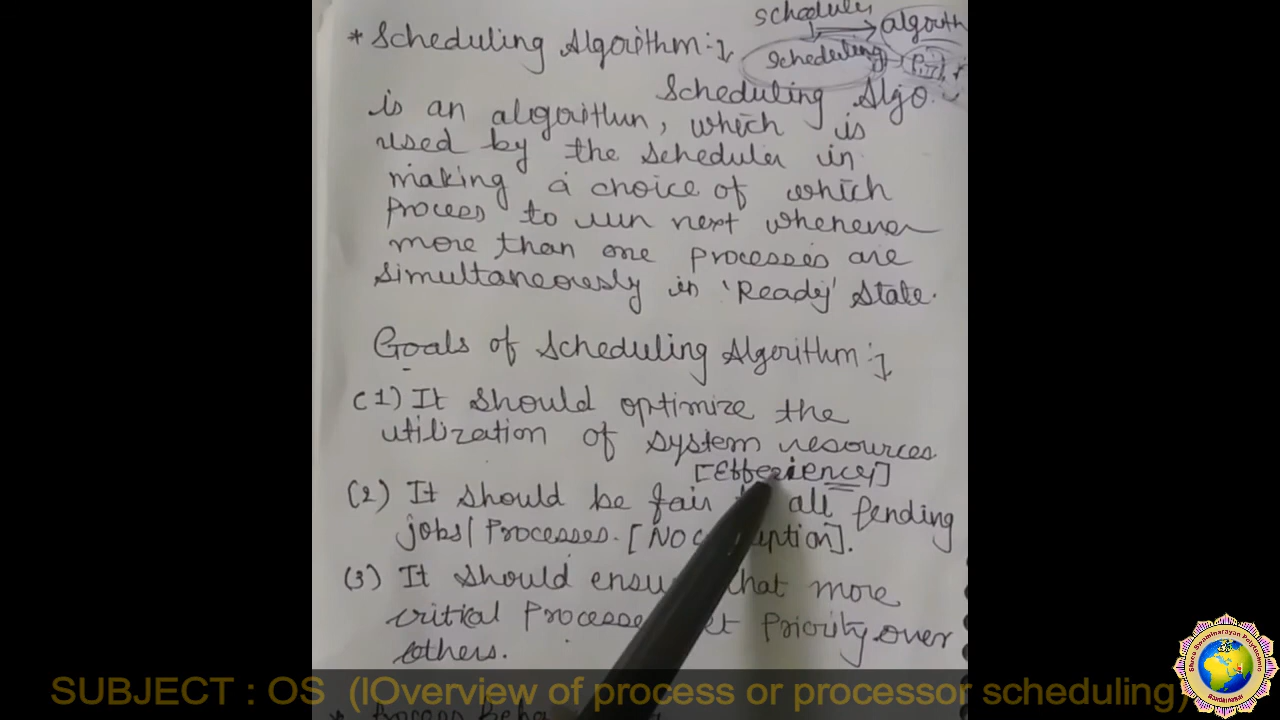 scheduler
algorith
* Scheduling Algorithm:-
scheduling
Scheduling Algo.
is an algorithm, which is
used by the scheduler in
making a choice of which
process to run next whenever
more than one processes are
simultaneously in 'Ready' State.
Goals of Scheduling Algorithm:-
(1) It should optimize the
utilization of system resources
[Efferiency]
(2) It should be fair all pending
jobs/Processes. [No
(3) It should that more
critical Priority over
others.
SUBJECT : OS (IOverview of process or processor scheduling)
* Process Beha